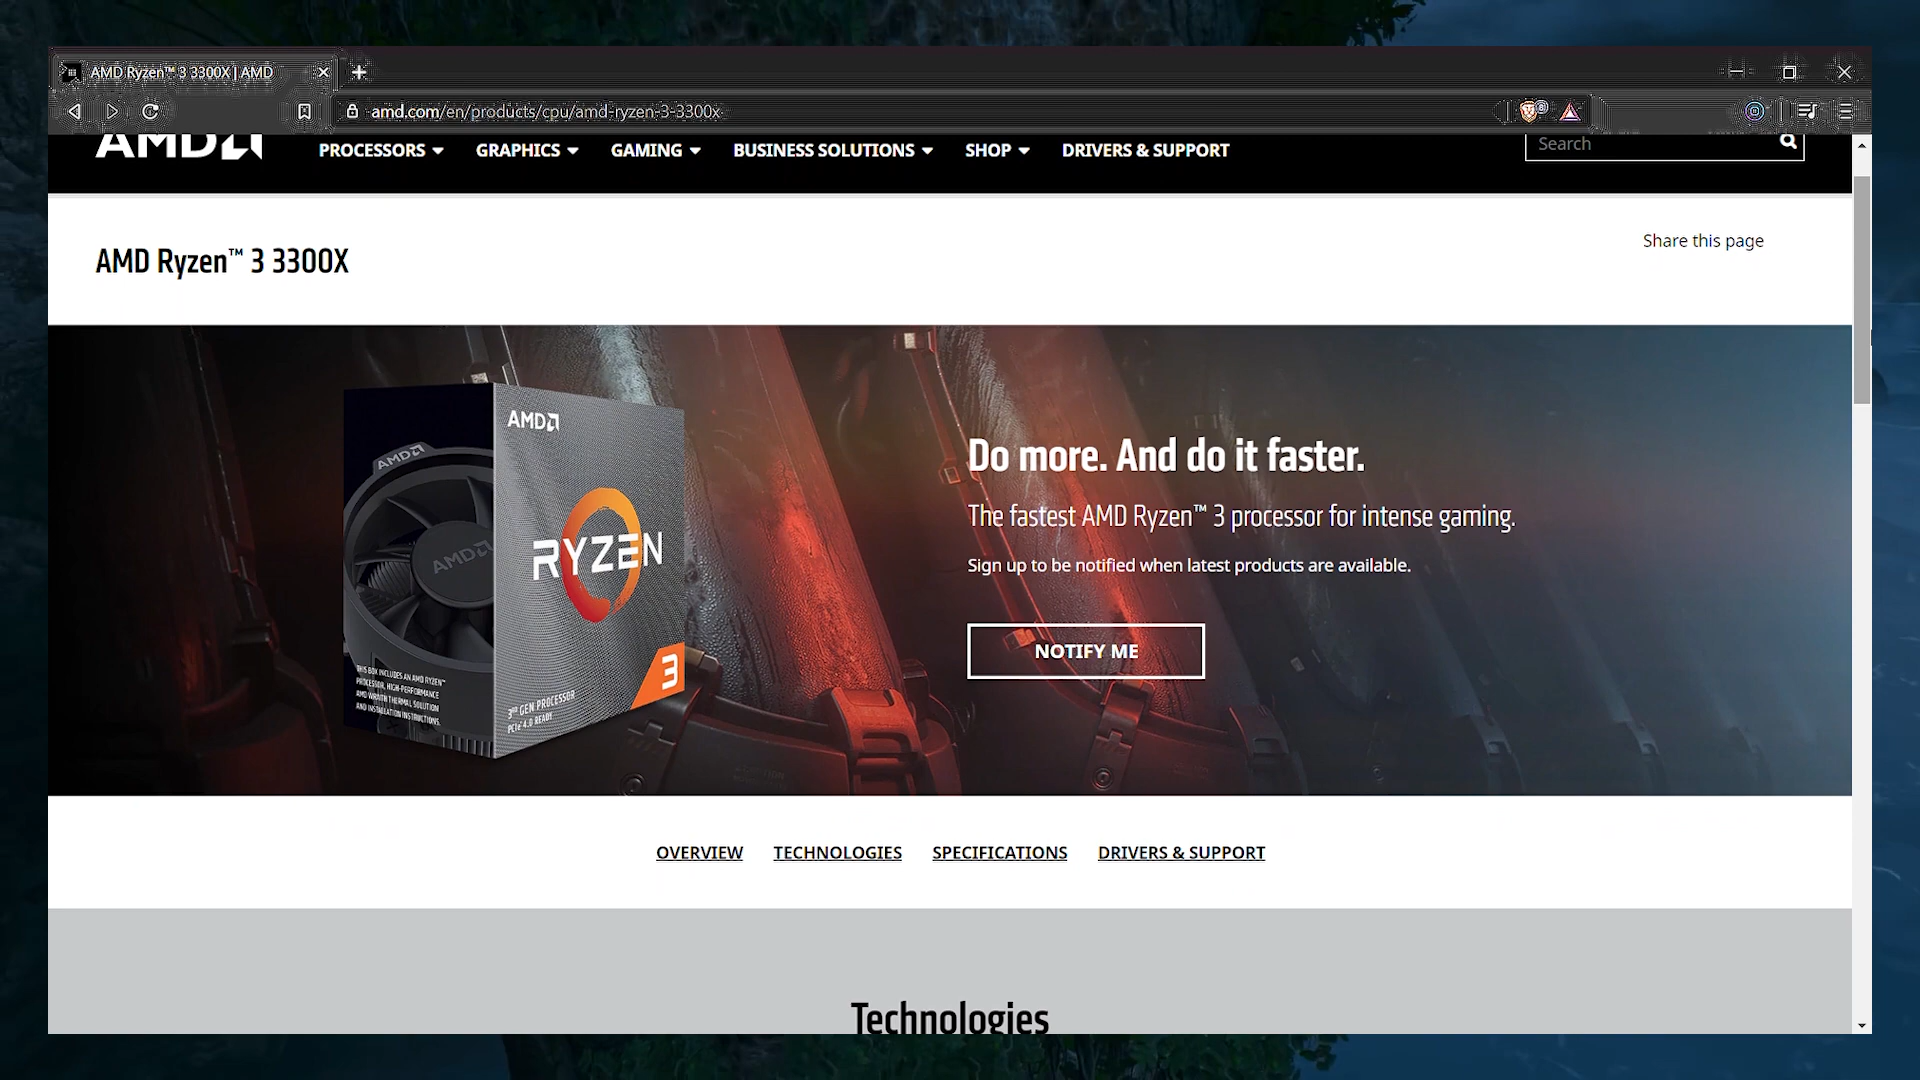 AMD Ryzen™ 3 3300X | AMD
amd.com/en/products/cpu/amd-ryzen-3-3300x
AMD
PROCESSORS
GRAPHICS
GAMING
BUSINESS SOLUTIONS
SHOP
DRIVERS & SUPPORT
Search
AMD Ryzen™ 3 3300X
Share this page
AMD
AMD
AMD
RYZEN
3
THIS BOX INCLUDES AN AMD RYZEN™
PROCESSOR, HIGH-PERFORMANCE
AMD WRAITH THERMAL SOLUTION
AND INSTALLATION INSTRUCTIONS.
3RD GEN PROCESSOR
PCIe 4.0 READY
Do more. And do it faster.
The fastest AMD Ryzen™ 3 processor for intense gaming.
Sign up to be notified when latest products are available.
NOTIFY ME
OVERVIEW
TECHNOLOGIES
SPECIFICATIONS
DRIVERS & SUPPORT
Technologies